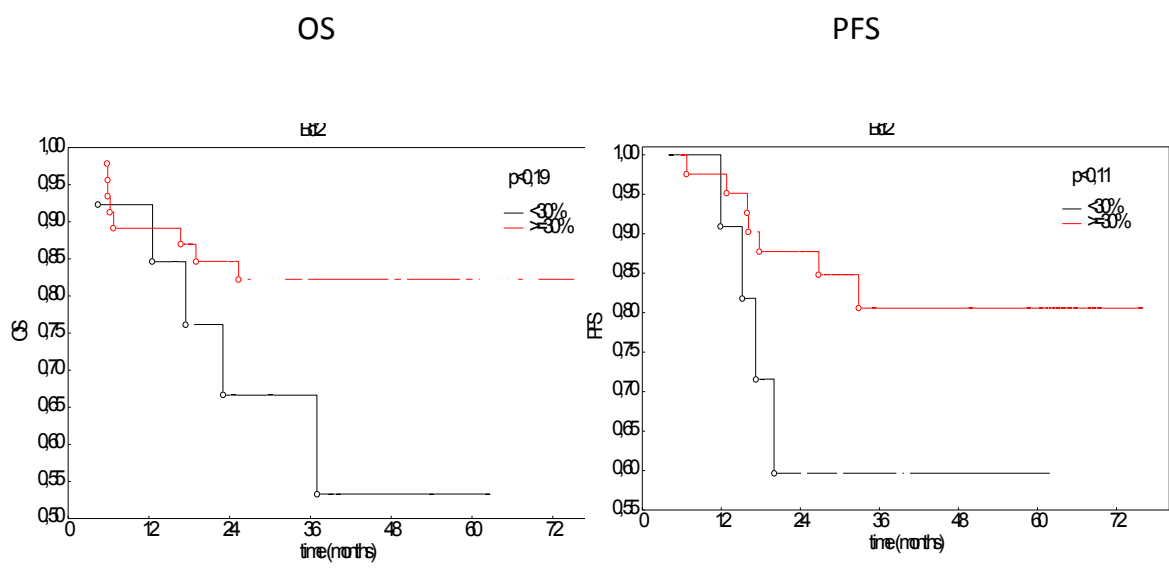 OS
PFS
Bcl2
1,00
0,95
0,90
0,85
0,80
0,75
0,70
0,65
0,60
0,55
0,50
OS
p<0,19
<30%
>=30%
0 12 24 36 48 60 72
time (months)
Bcl2
1,00
0,95
0,90
0,85
0,80
0,75
0,70
0,65
0,60
0,55
PFS
p<0,11
<30%
>=30%
0 12 24 36 48 60 72
time (months)